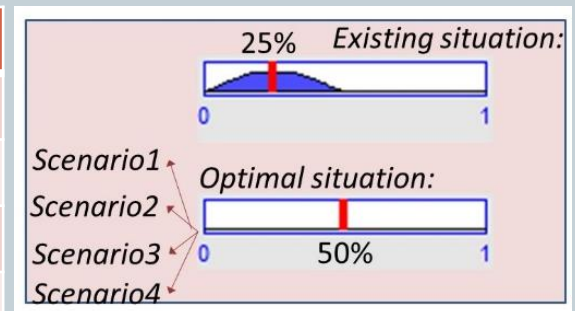 25% Existing situation:
0 1
Scenario1
Optimal situation:
Scenario2
Scenario3 0 50% 1
Scenario4